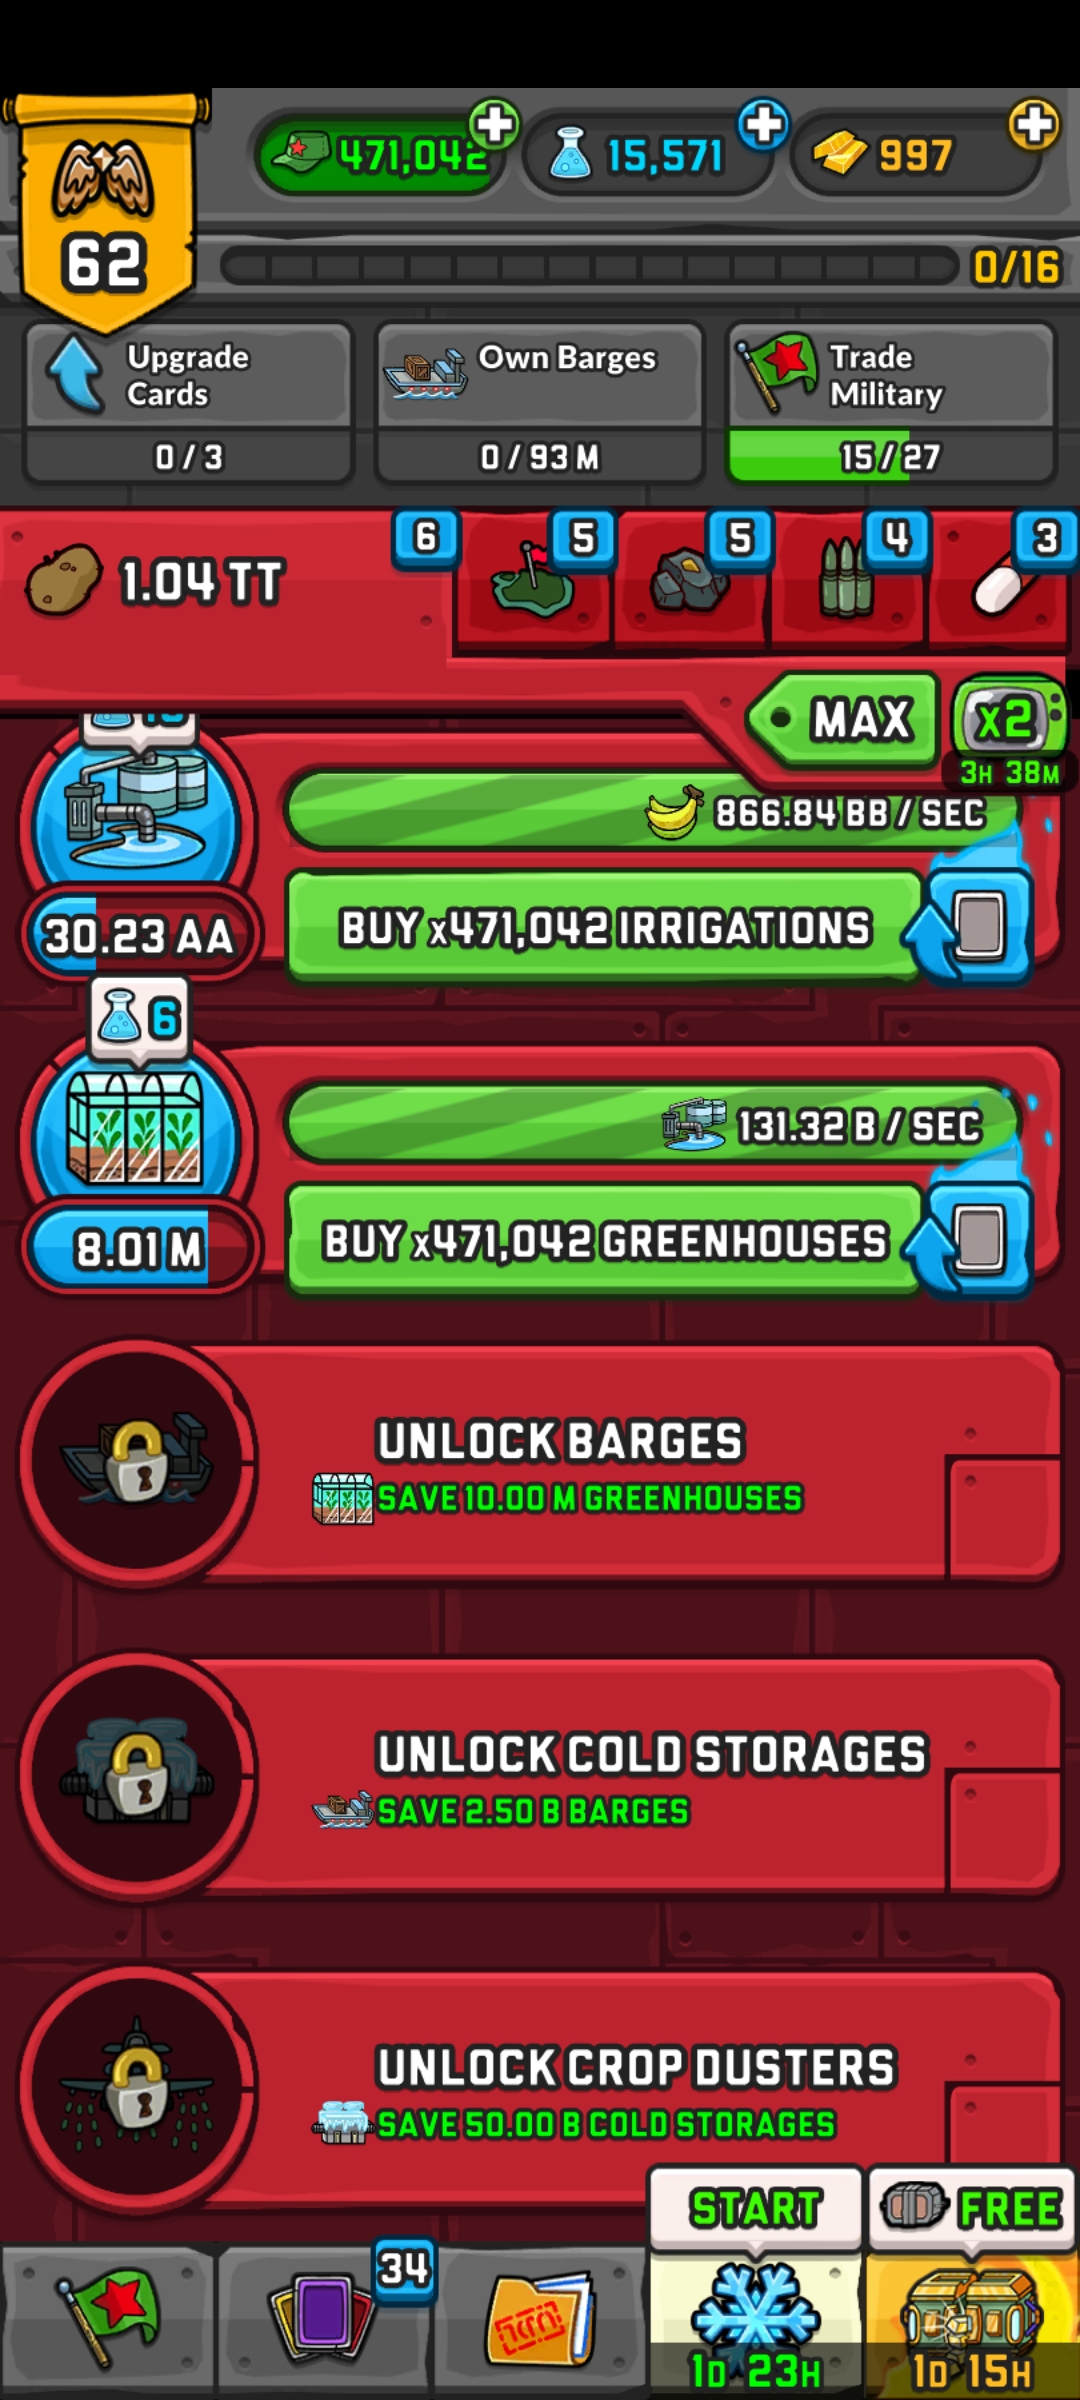 471,042
15,571
997
62
0/16
Upgrade
Cards
0 / 3
Own Barges
0 / 93 M
Trade
Military
15 / 27
1.04 TT
6
5
5
4
3
MAX
x2
3H 38M
866.84 BB / SEC
BUY x471,042 IRRIGATIONS
30.23 AA
6
131.32 B / SEC
BUY x471,042 GREENHOUSES
8.01 M
UNLOCK BARGES
SAVE 10.00 M GREENHOUSES
UNLOCK COLD STORAGES
SAVE 2.50 B BARGES
UNLOCK CROP DUSTERS
SAVE 50.00 B COLD STORAGES
START
FREE
34
1D 23H
1D 15H